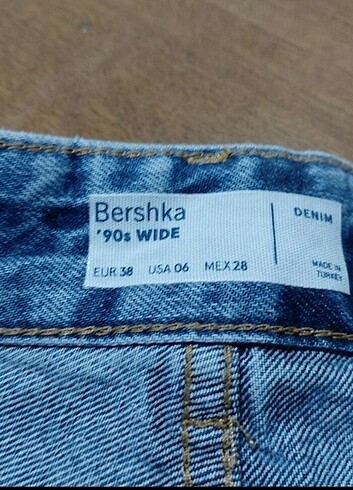 Bershka
'90s WIDE
EUR 38 USA 06 MEX 28
DENIM
MADE IN
TURKEY